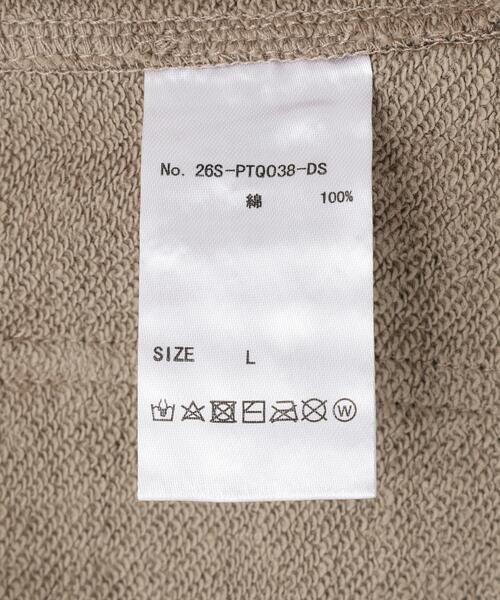 No. 26S-PTQ038-DS
綿 100%
SIZE L
W